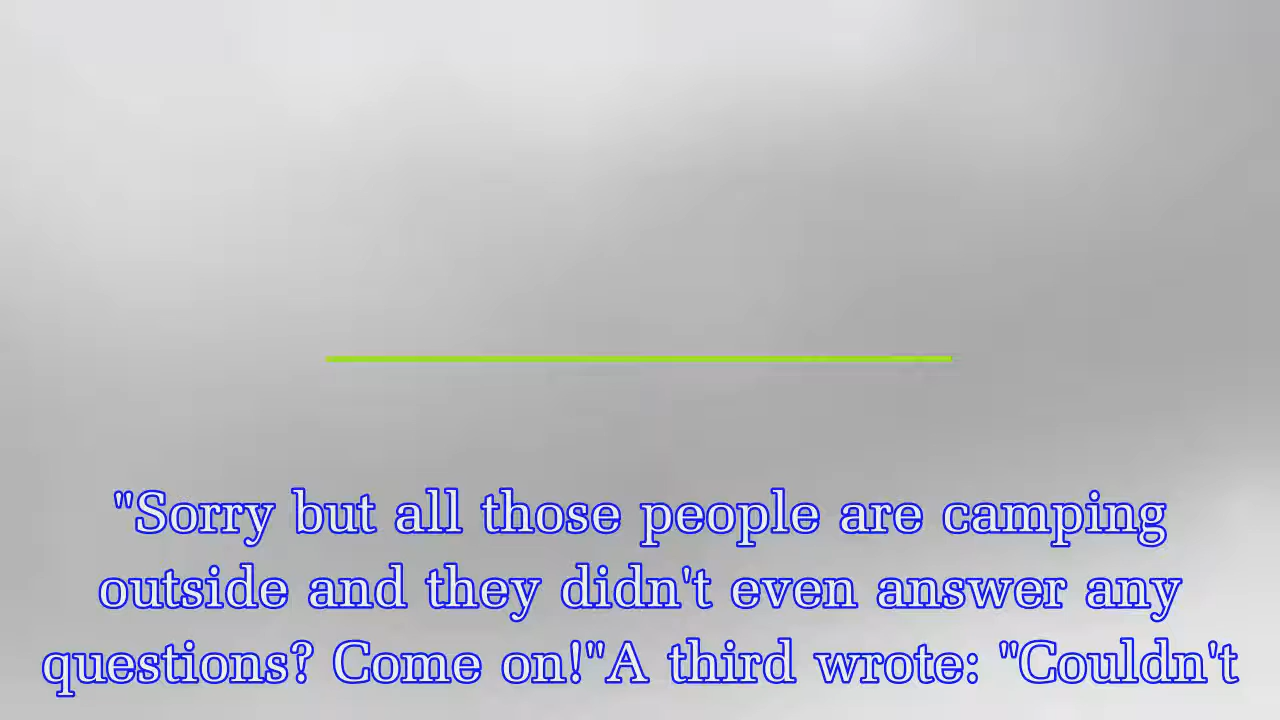 "Sorry but all those people are camping
outside and they didn't even answer any
questions? Come on!"A third wrote: "Couldn't